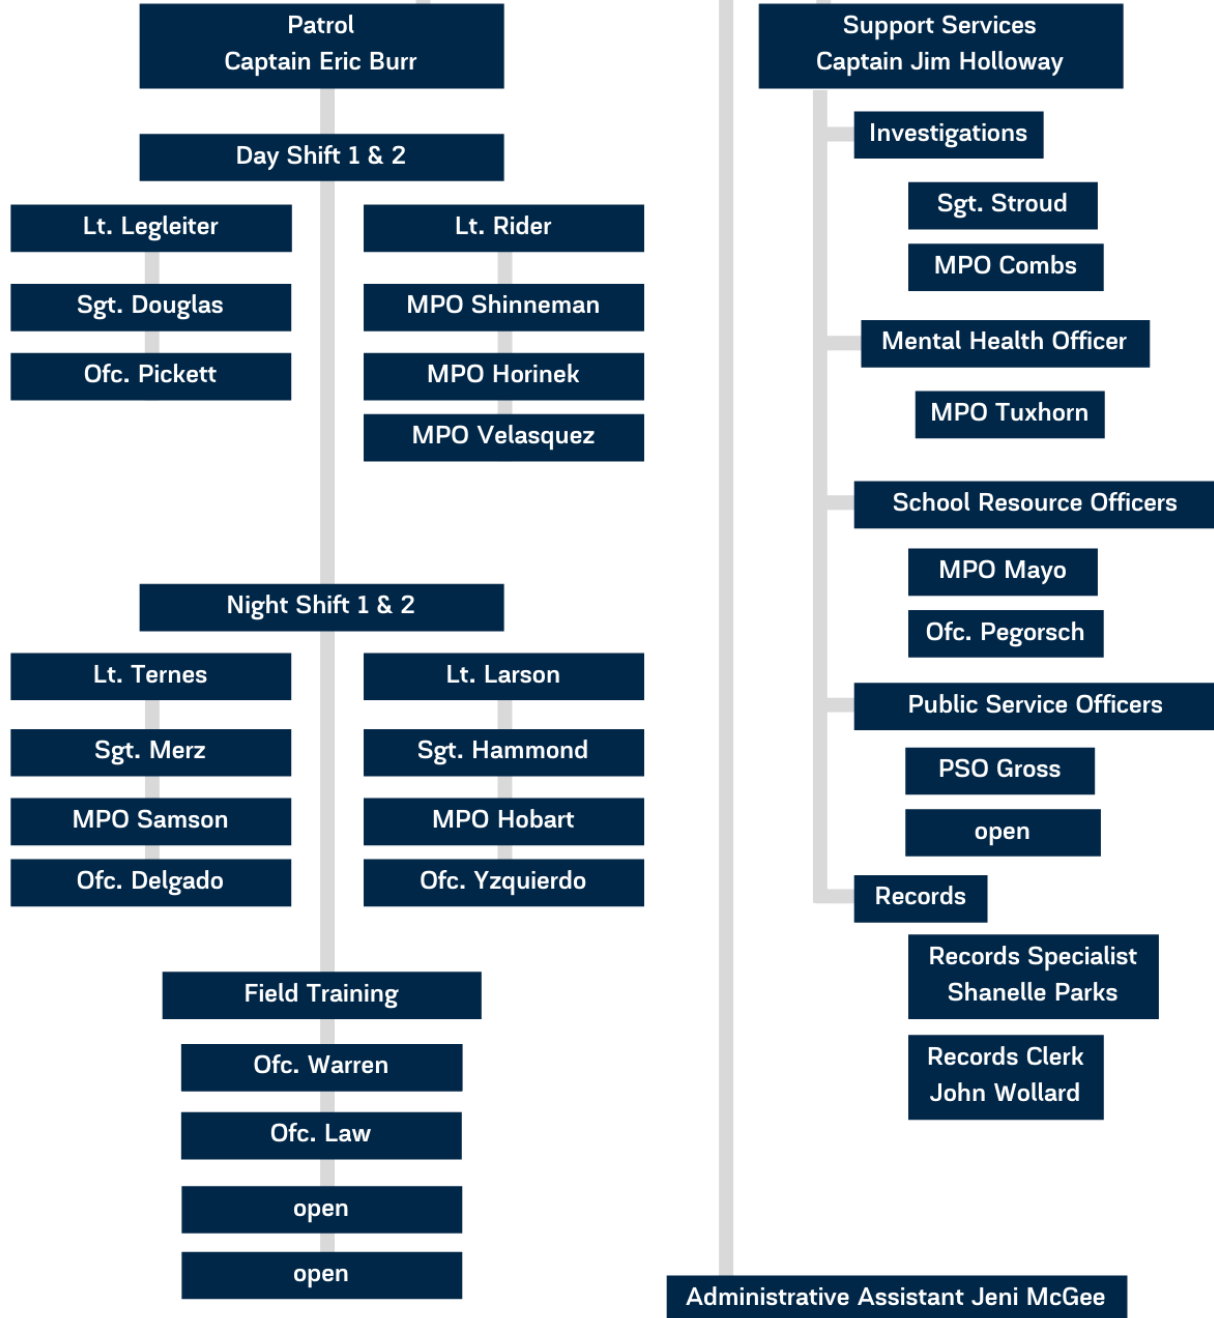 Patrol
Captain Eric Burr
Day Shift 1 & 2
Lt. Legleiter
Sgt. Douglas
Ofc. Pickett
Lt. Rider
MPO Shinneman
MPO Horinek
MPO Velasquez
Night Shift 1 & 2
Lt. Ternes
Sgt. Merz
MPO Samson
Ofc. Delgado
Lt. Larson
Sgt. Hammond
MPO Hobart
Ofc. Yzquierdo
Field Training
Ofc. Warren
Ofc. Law
open
open
Support Services
Captain Jim Holloway
Investigations
Sgt. Stroud
MPO Combs
Mental Health Officer
MPO Tuxhorn
School Resource Officers
MPO Mayo
Ofc. Pegorsch
Public Service Officers
PSO Gross
open
Records
Records Specialist
Shanelle Parks
Records Clerk
John Wollard
Administrative Assistant Jeni McGee